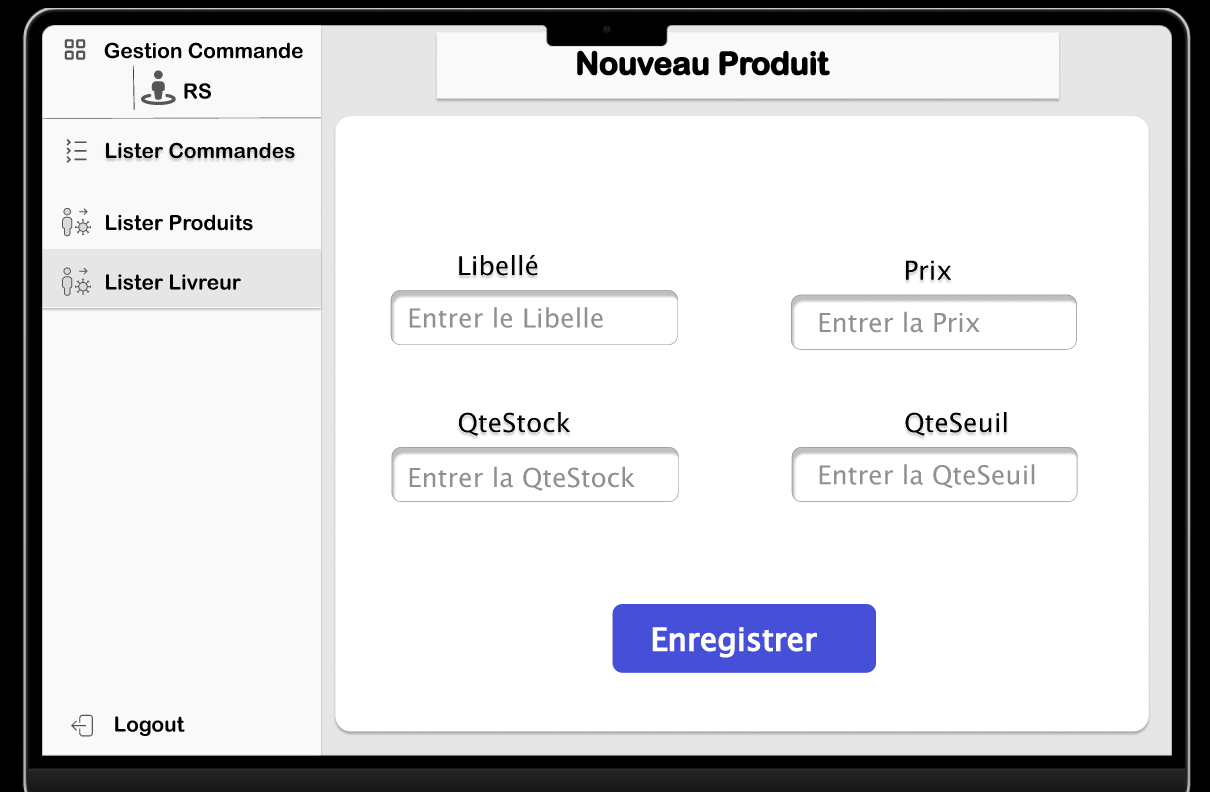 Gestion Commande
RS
Lister Commandes
Lister Produits
Lister Livreur
Logout
Nouveau Produit
Libellé
Entrer le Libelle
Prix
Entrer la Prix
QteStock
Entrer la QteStock
QteSeuil
Entrer la QteSeuil
Enregistrer